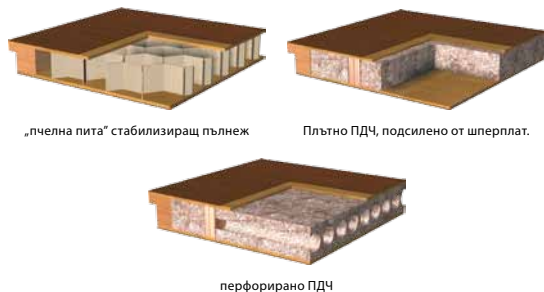 „пчелна пита” стабилизиращ пълнеж
Плътно ПДЧ, подсилено от шперплат.
перфорирано ПДЧ